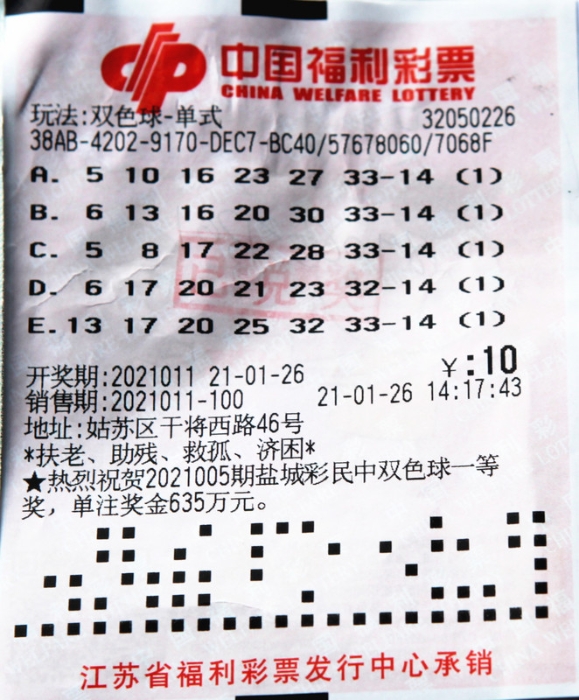 中国福利彩票
CHINA WELFARE LOTTERY
玩法:双色球-单式 32050226
38AB-4202-9170-DEC7-BC40/57678060/7068F
A. 5 10 16 23 27 33-14 (1)
B. 6 13 16 20 30 33-14 (1)
C. 5 8 17 22 28 33-14 (1)
D. 6 17 20 21 23 32-14 (1)
E. 13 17 20 25 32 33-14 (1)
已兑奖
¥:10
开奖期:2021011 21-01-26
销售期:2021011-100 21-01-26 14:17:43
地址:姑苏区干将西路46号
*扶老、助残、救孤、济困*
★热烈祝贺2021005期盐城彩民中双色球一等
奖，单注奖金635万元。
江苏省福利彩票发行中心承销